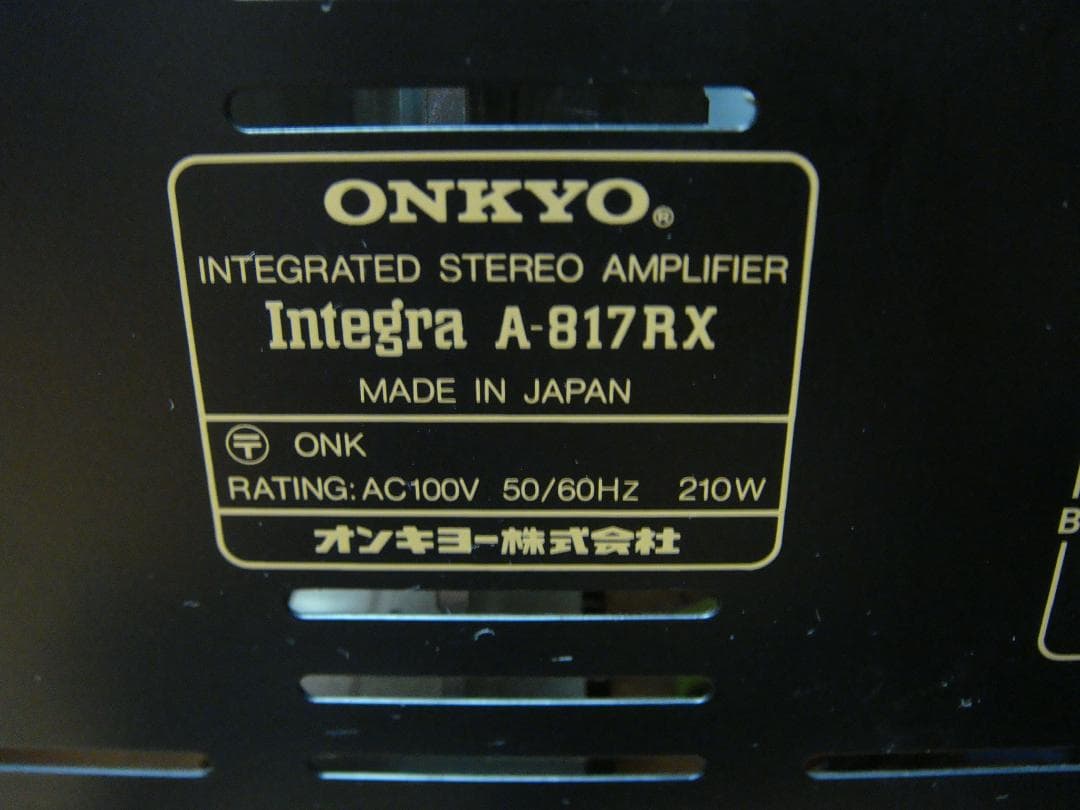 ONKYO®
INTEGRATED STEREO AMPLIFIER
Integra A-817RX
MADE IN JAPAN
〶 ONK
RATING: AC100V 50/60Hz 210W
オンキヨー株式会社
B